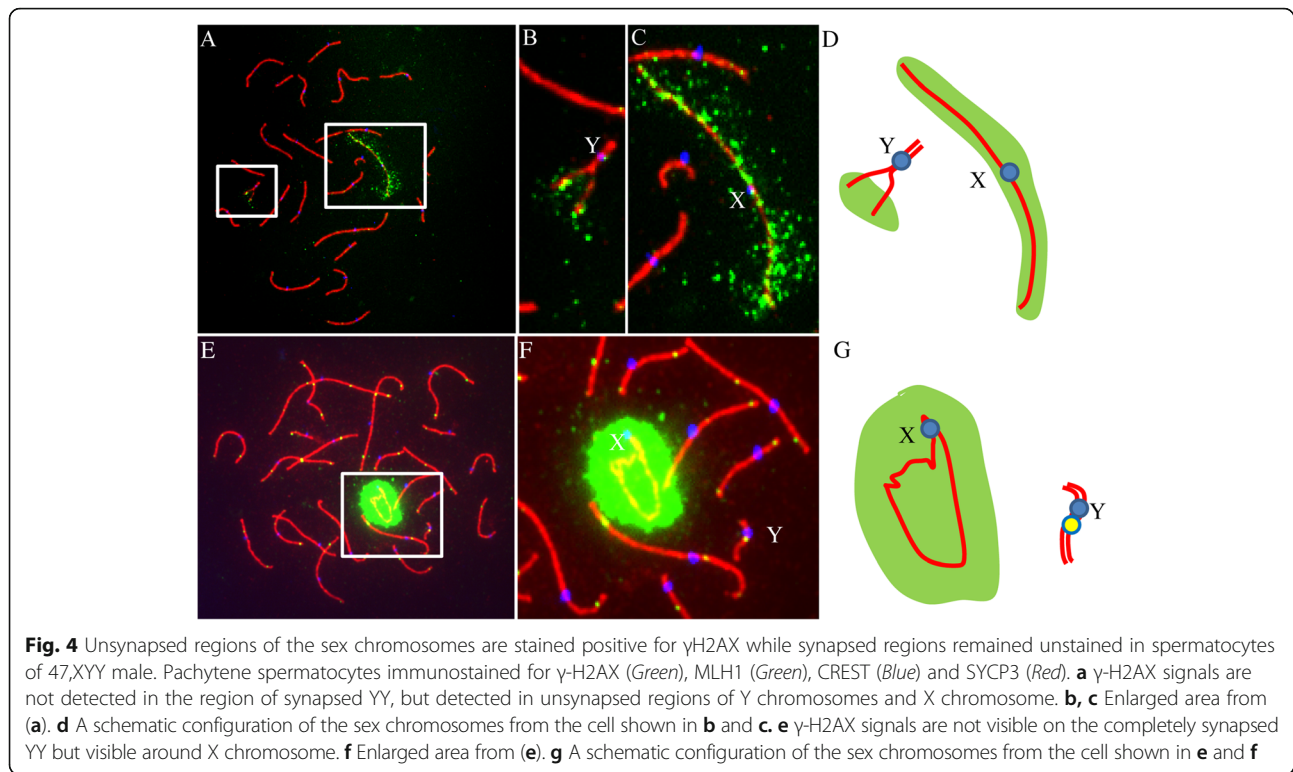 A
B
C
D
Y
X
Y
X
E
F
G
X
Y
X
Y
Fig. 4 Unsynapsed regions of the sex chromosomes are stained positive for γH2AX while synapsed regions remained unstained in spermatocytes
of 47,XYY male. Pachytene spermatocytes immunostained for γ-H2AX (Green), MLH1 (Green), CREST (Blue) and SYCP3 (Red). a γ-H2AX signals are
not detected in the region of synapsed YY, but detected in unsynapsed regions of Y chromosomes and X chromosome. b, c Enlarged area from
(a). d A schematic configuration of the sex chromosomes from the cell shown in b and c. e γ-H2AX signals are not visible on the completely synapsed
YY but visible around X chromosome. f Enlarged area from (e). g A schematic configuration of the sex chromosomes from the cell shown in e and f